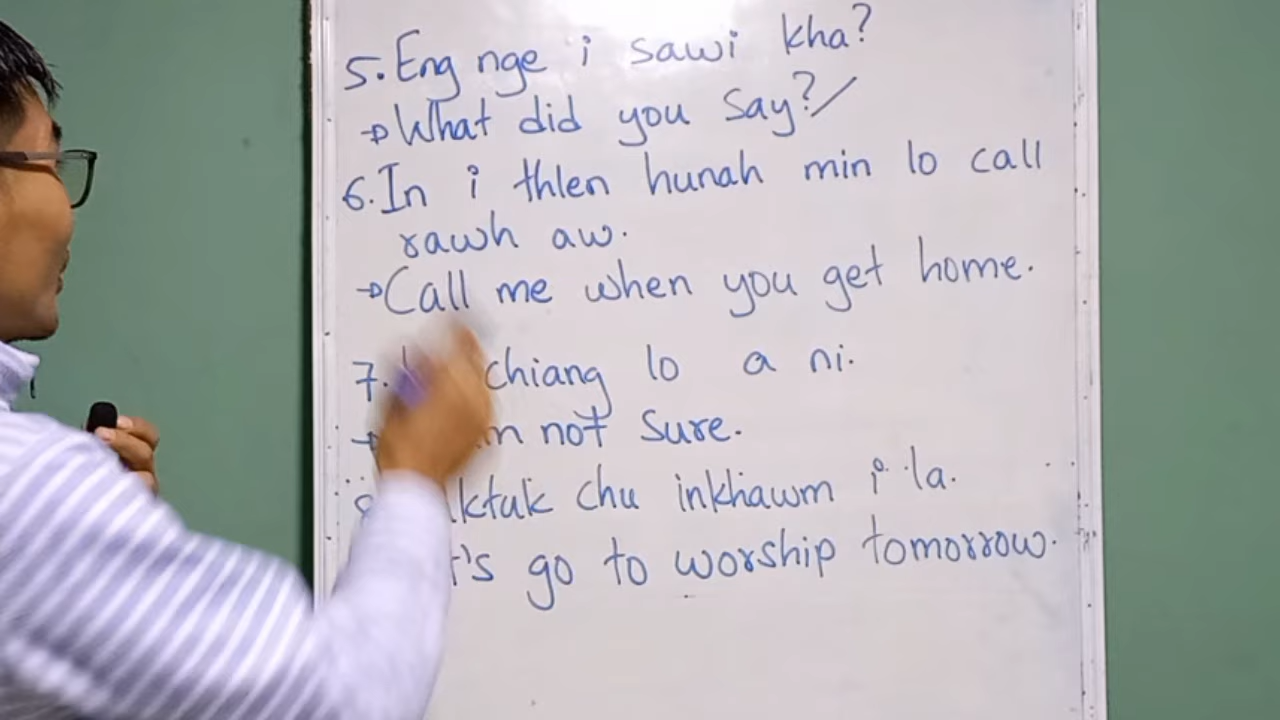 5. Eng nge i sawi kha?
→ What did you say?
6. In i thlen hunah min lo call
rawh aw.
→ Call me when you get home.
7. chiang lo a ni.
→ not sure.
chu inkhawm i la.
go to worship tomorrow.